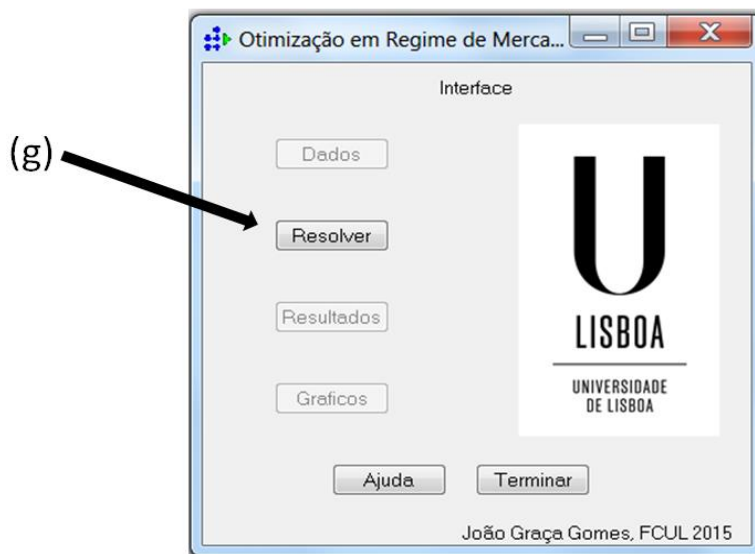 Otimização em Regime de Merca...
Interface
(g)
Dados
Resolver
Resultados
Graficos
U
LISBOA
UNIVERSIDADE
DE LISBOA
Ajuda
Terminar
João Graça Gomes, FCUL 2015